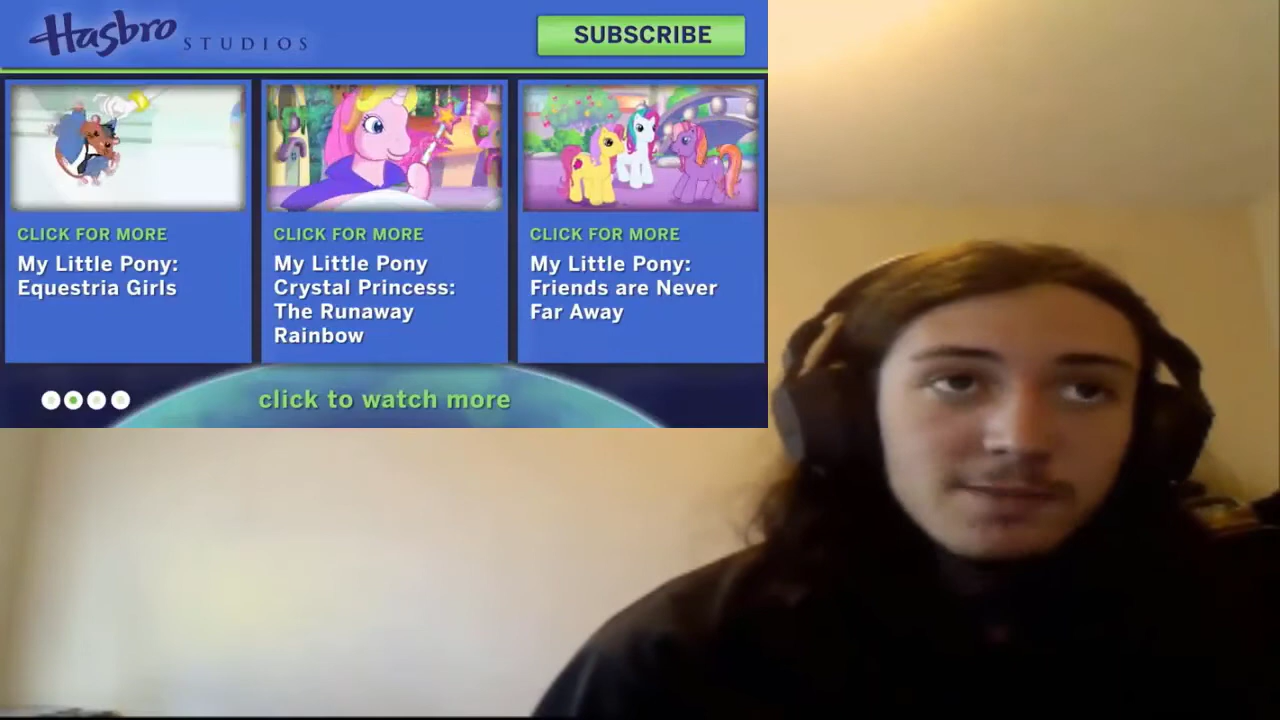 Hasbro STUDIOS
SUBSCRIBE
CLICK FOR MORE
My Little Pony:
Equestria Girls
CLICK FOR MORE
My Little Pony
Crystal Princess:
The Runaway
Rainbow
CLICK FOR MORE
My Little Pony:
Friends are Never
Far Away
click to watch more